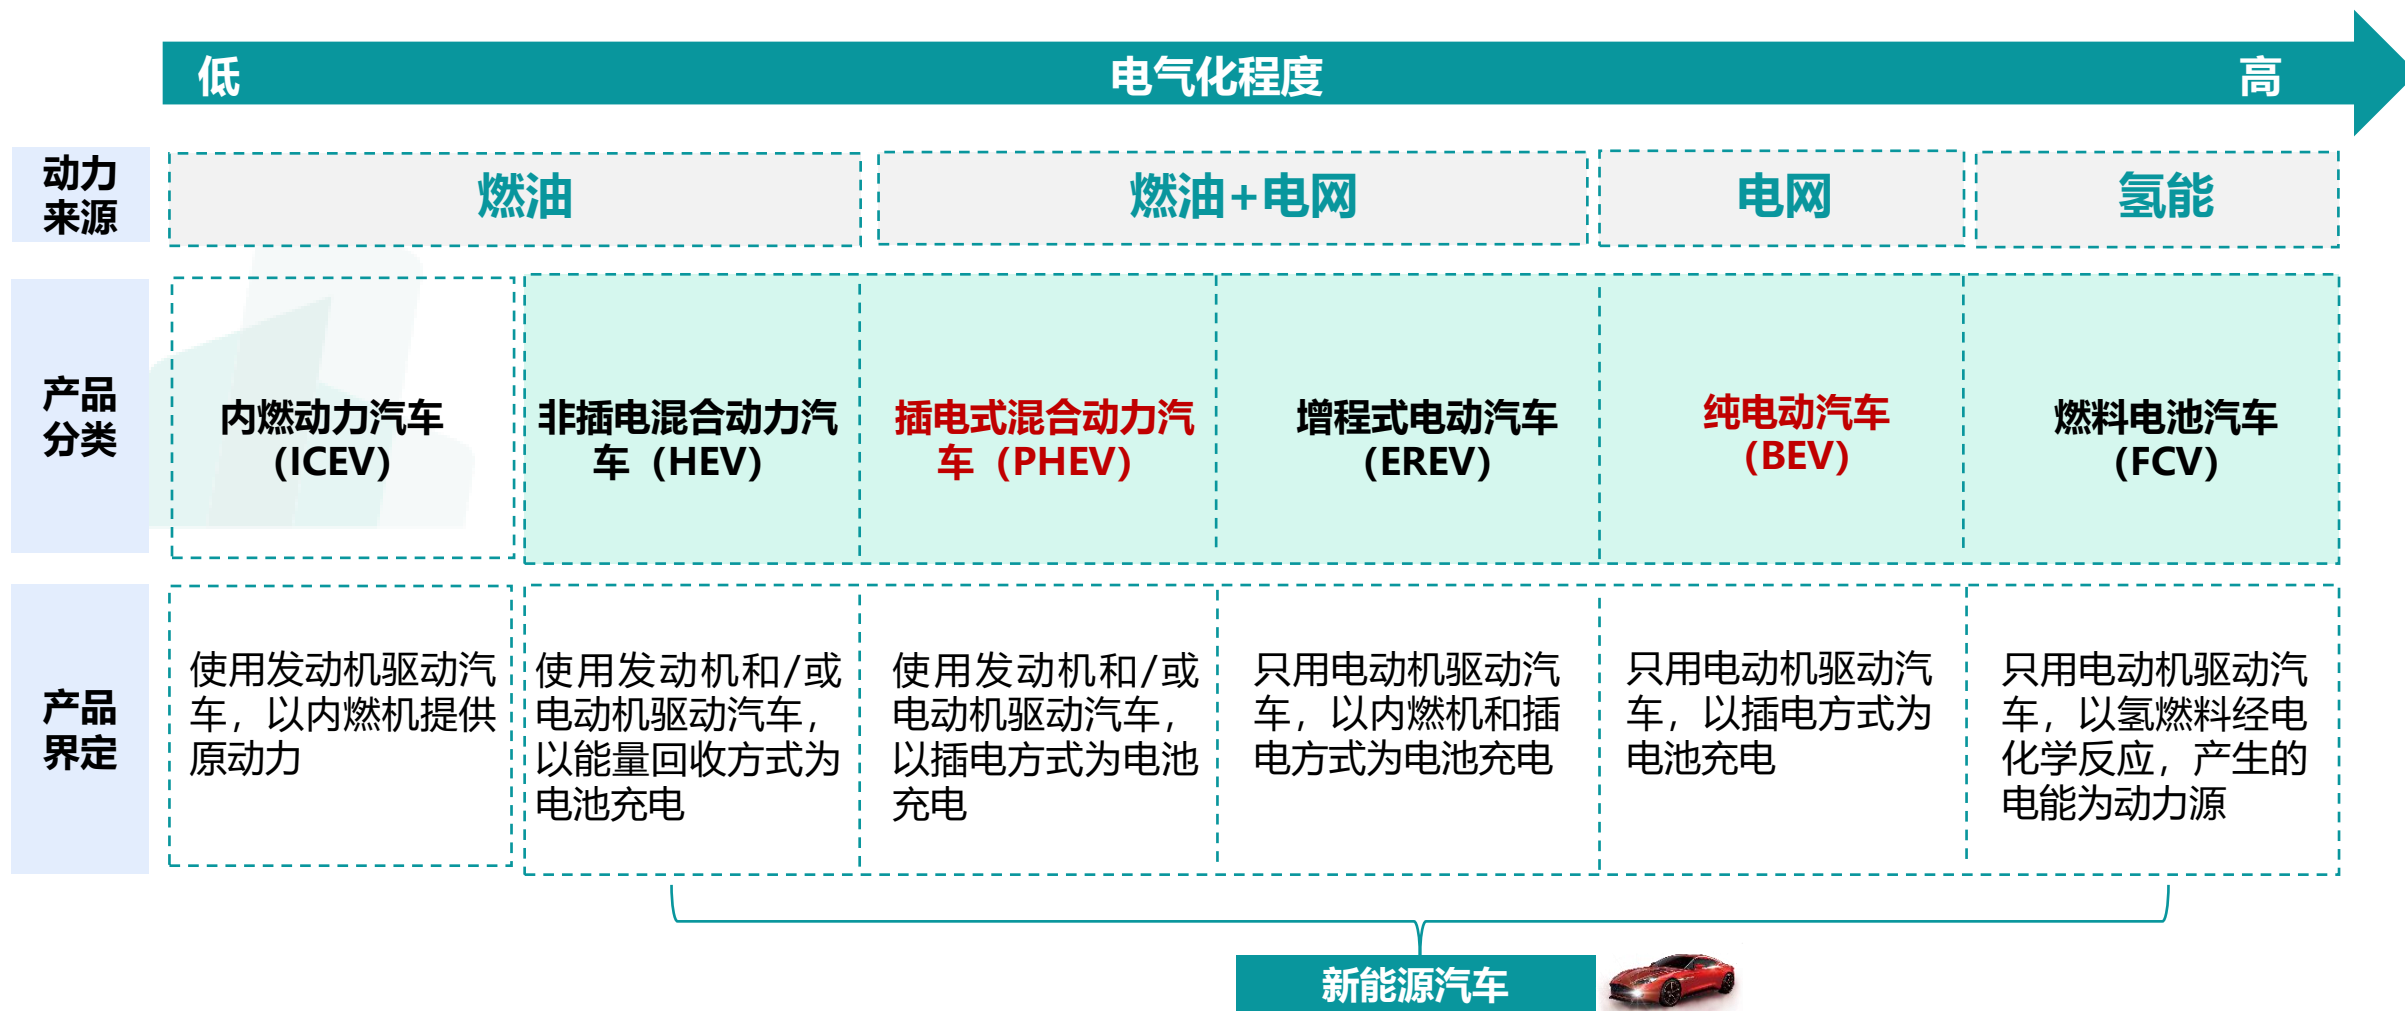 低 电气化程度 高
动力
来源
燃油 燃油+电网 电网 氢能
产品
分类
内燃动力汽车
(ICEV)
非插电混合动力汽
车（HEV)
插电式混合动力汽
车（PHEV)
增程式电动汽车
（EREV)
纯电动汽车
（BEV)
燃料电池汽车
（FCV)
产品
界定
使用发动机驱动汽
车，以内燃机提供
原动力
使用发动机和/或
电动机驱动汽车，
以能量回收方式为
电池充电
使用发动机和/或
电动机驱动汽车，
以插电方式为电池
充电
只用电动机驱动汽
车，以内燃机和插
电方式为电池充电
只用电动机驱动汽
车，以插电方式为
电池充电
只用电动机驱动汽
车，以氢燃料经电
化学反应，产生的
电能为动力源
新能源汽车